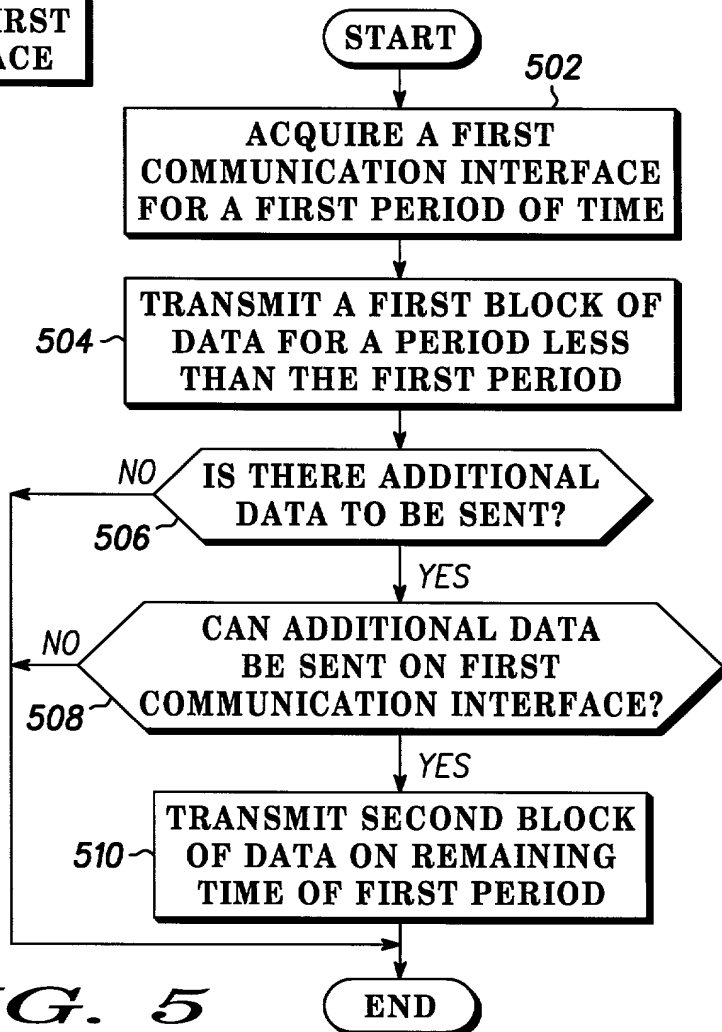 START
502
ACQUIRE A FIRST
COMMUNICATION INTERFACE
FOR A FIRST PERIOD OF TIME
TRANSMIT A FIRST BLOCK OF
DATA FOR A PERIOD LESS
THAN THE FIRST PERIOD
504
IS THERE ADDITIONAL
DATA TO BE SENT?
NO
506
YES
CAN ADDITIONAL DATA
BE SENT ON FIRST
COMMUNICATION INTERFACE?
NO
508
YES
TRANSMIT SECOND BLOCK
OF DATA ON REMAINING
TIME OF FIRST PERIOD
510
END
5